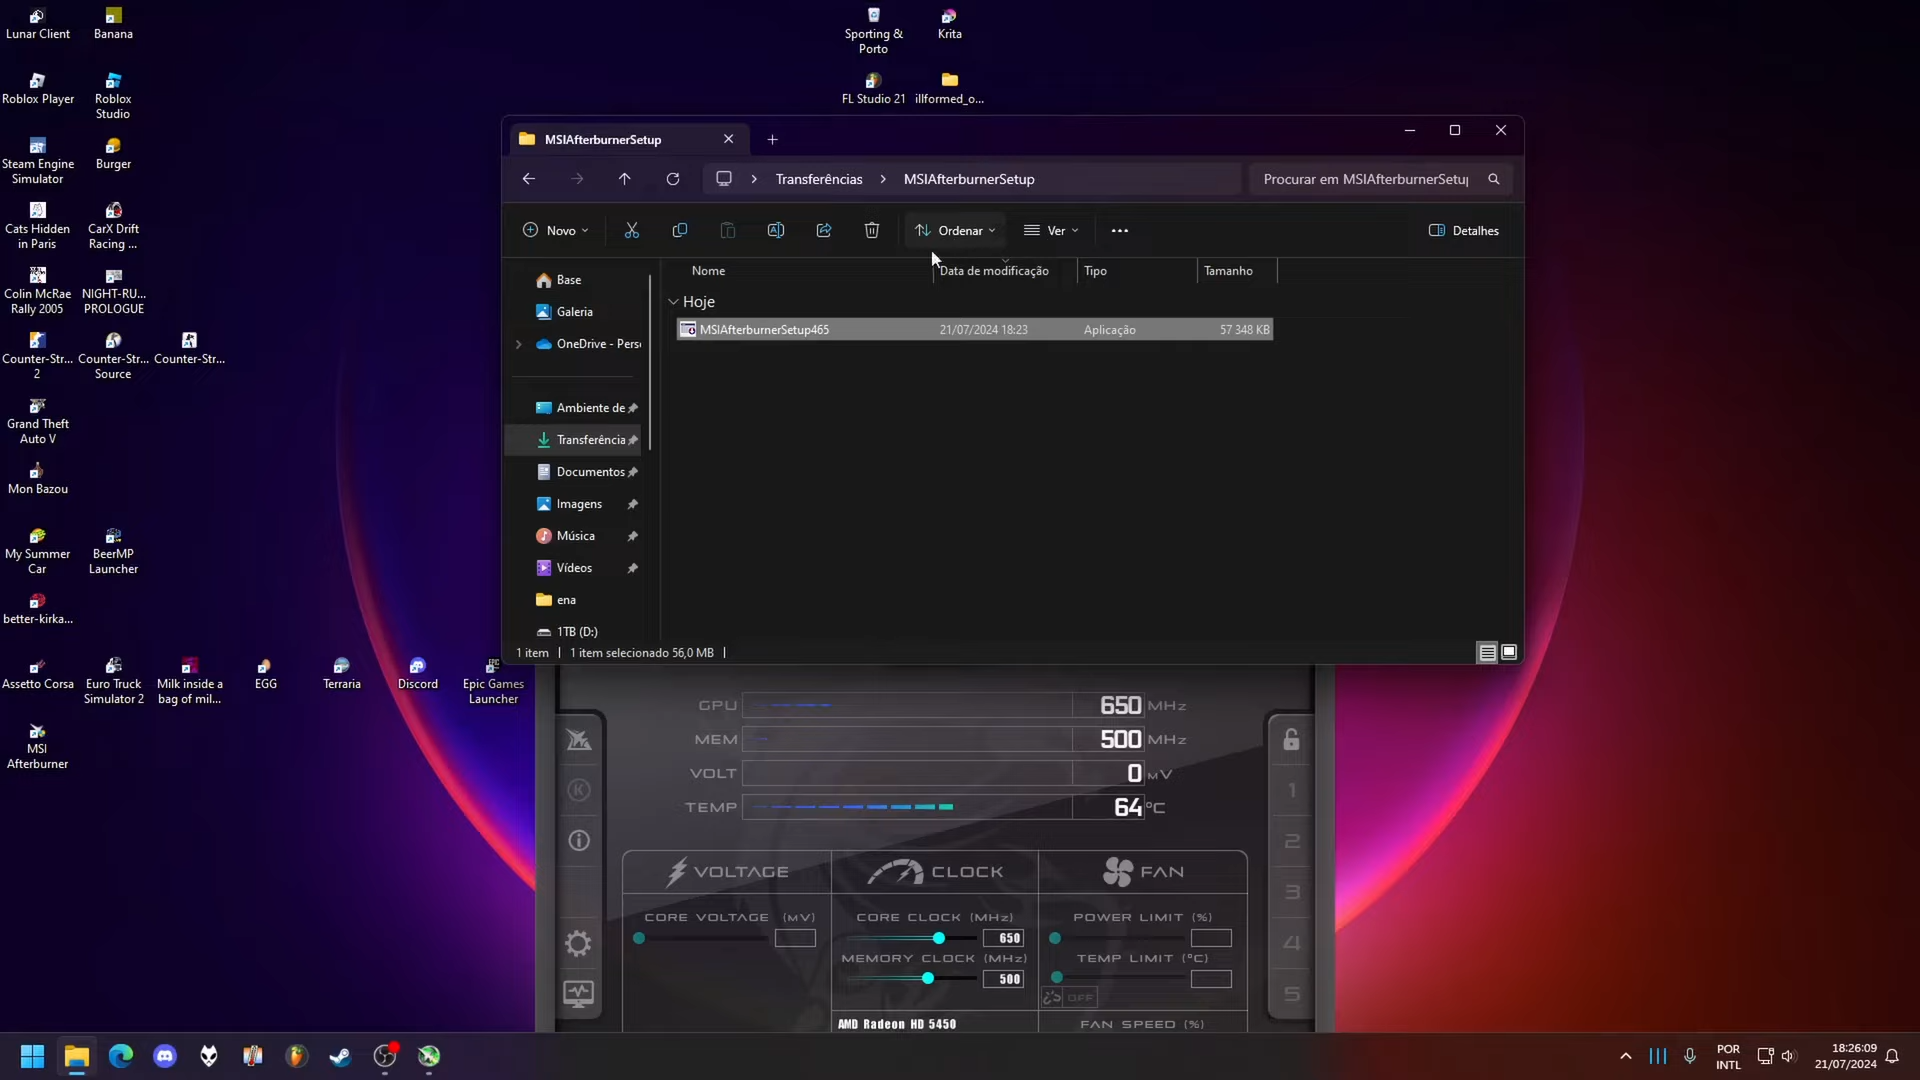 Lunar Client
Banana
Sporting &
Porto
Krita
Roblox Player
Roblox
Studio
FL Studio 21
illformed_o...
Steam Engine
Simulator
Burger
Cats Hidden
in Paris
CarX Drift
Racing ...
Colin McRae
Rally 2005
NIGHT-RU...
PROLOGUE
Counter-Str...
2
Counter-Str...
Source
Counter-Str...
Grand Theft
Auto V
Mon Bazou
My Summer
Car
BeerMP
Launcher
better-kirka...
Assetto Corsa
Euro Truck
Simulator 2
Milk inside a
bag of mil...
EGG
Terraria
Discord
Epic Games
Launcher
MSI
Afterburner
MSIAfterburnerSetup
Transferências
MSIAfterburnerSetup
Procurar em MSIAfterburnerSetu
Novo
Ordenar
Ver
Detalhes
Nome
Data de modificação
Tipo
Tamanho
Base
Galeria
OneDrive - Pers
Ambiente de
Transferência
Documentos
Imagens
Música
Vídeos
ena
1TB (D:)
Hoje
MSIAfterburnerSetup465
21/07/2024 18:23
Aplicação
57 348 KB
1 item
1 item selecionado 56,0 MB
GPU 650 MHz
MEM 500 MHz
VOLT 0 MV
TEMP 64 °C
VOLTAGE
CLOCK
FAN
CORE VOLTAGE (MV)
CORE CLOCK (MHz)
650
POWER LIMIT (%)
MEMORY CLOCK (MHz)
500
TEMP LIMIT (°C)
OFF
AMD Radeon HD 5450
FAN SPEED (%)
K
1
2
3
4
5
POR
INTL
18:26:09
21/07/2024